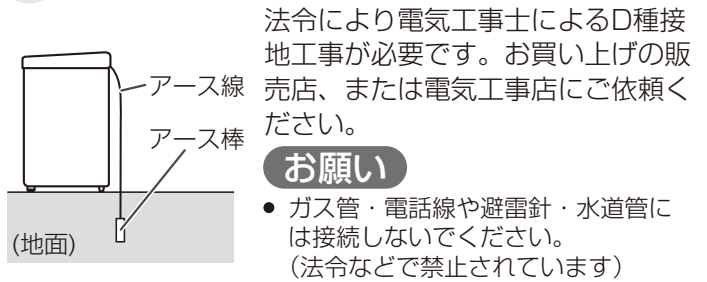 法令により電気工事士によるD種接
地工事が必要です。お買い上げの販
売店、または電気工事店にご依頼く
ださい。
アース線
アース棒
(地面)
お願い
● ガス管・電話線や避雷針・水道管に
は接続しないでください。
（法令などで禁止されています）